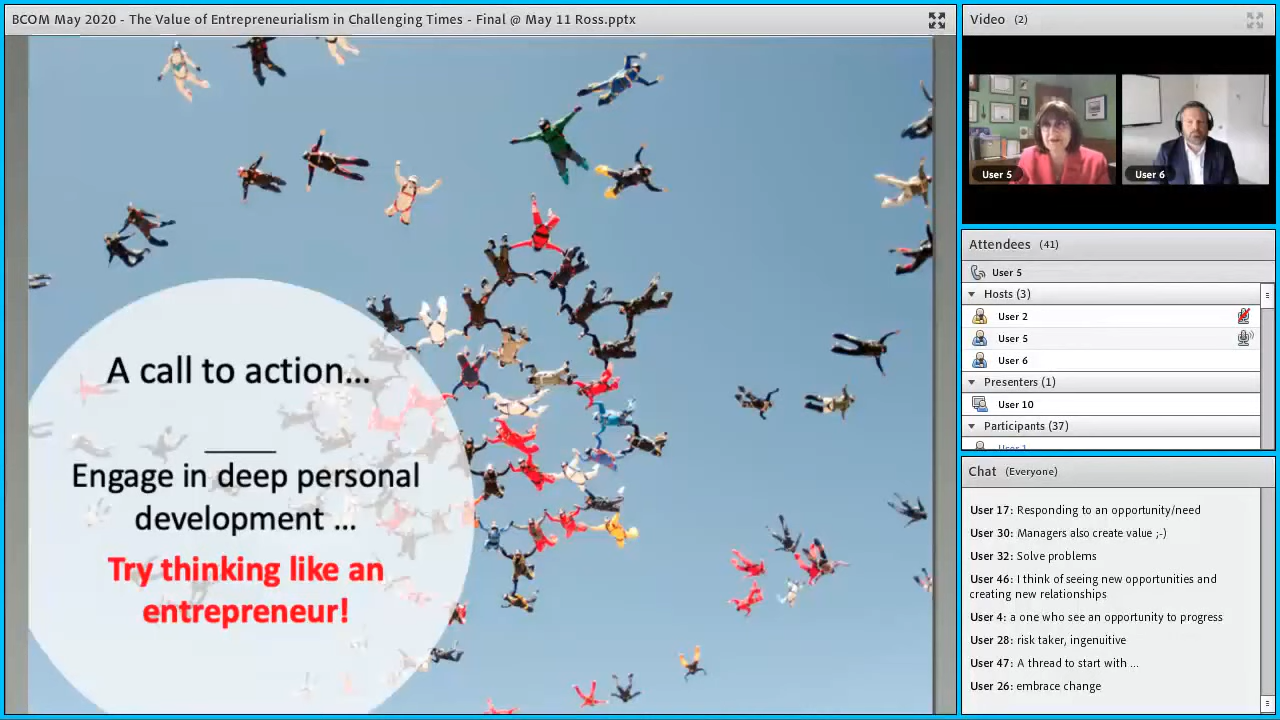 BCOM May 2020 - The Value of Entrepreneurialism in Challenging Times - Final @ May 11 Ross.pptx
A call to action...
Engage in deep personal
development ...
Try thinking like an
entrepreneur!
Video (2)
User 5
User 6
Attendees (41)
User 5
Hosts (3)
User 2
User 5
User 6
Presenters (1)
User 10
Participants (37)
User 1
Chat (Everyone)
User 17: Responding to an opportunity/need
User 30: Managers also create value ;-)
User 32: Solve problems
User 46: I think of seeing new opportunities and
creating new relationships
User 4: a one who see an opportunity to progress
User 28: risk taker, ingenuitive
User 47: A thread to start with ...
User 26: embrace change